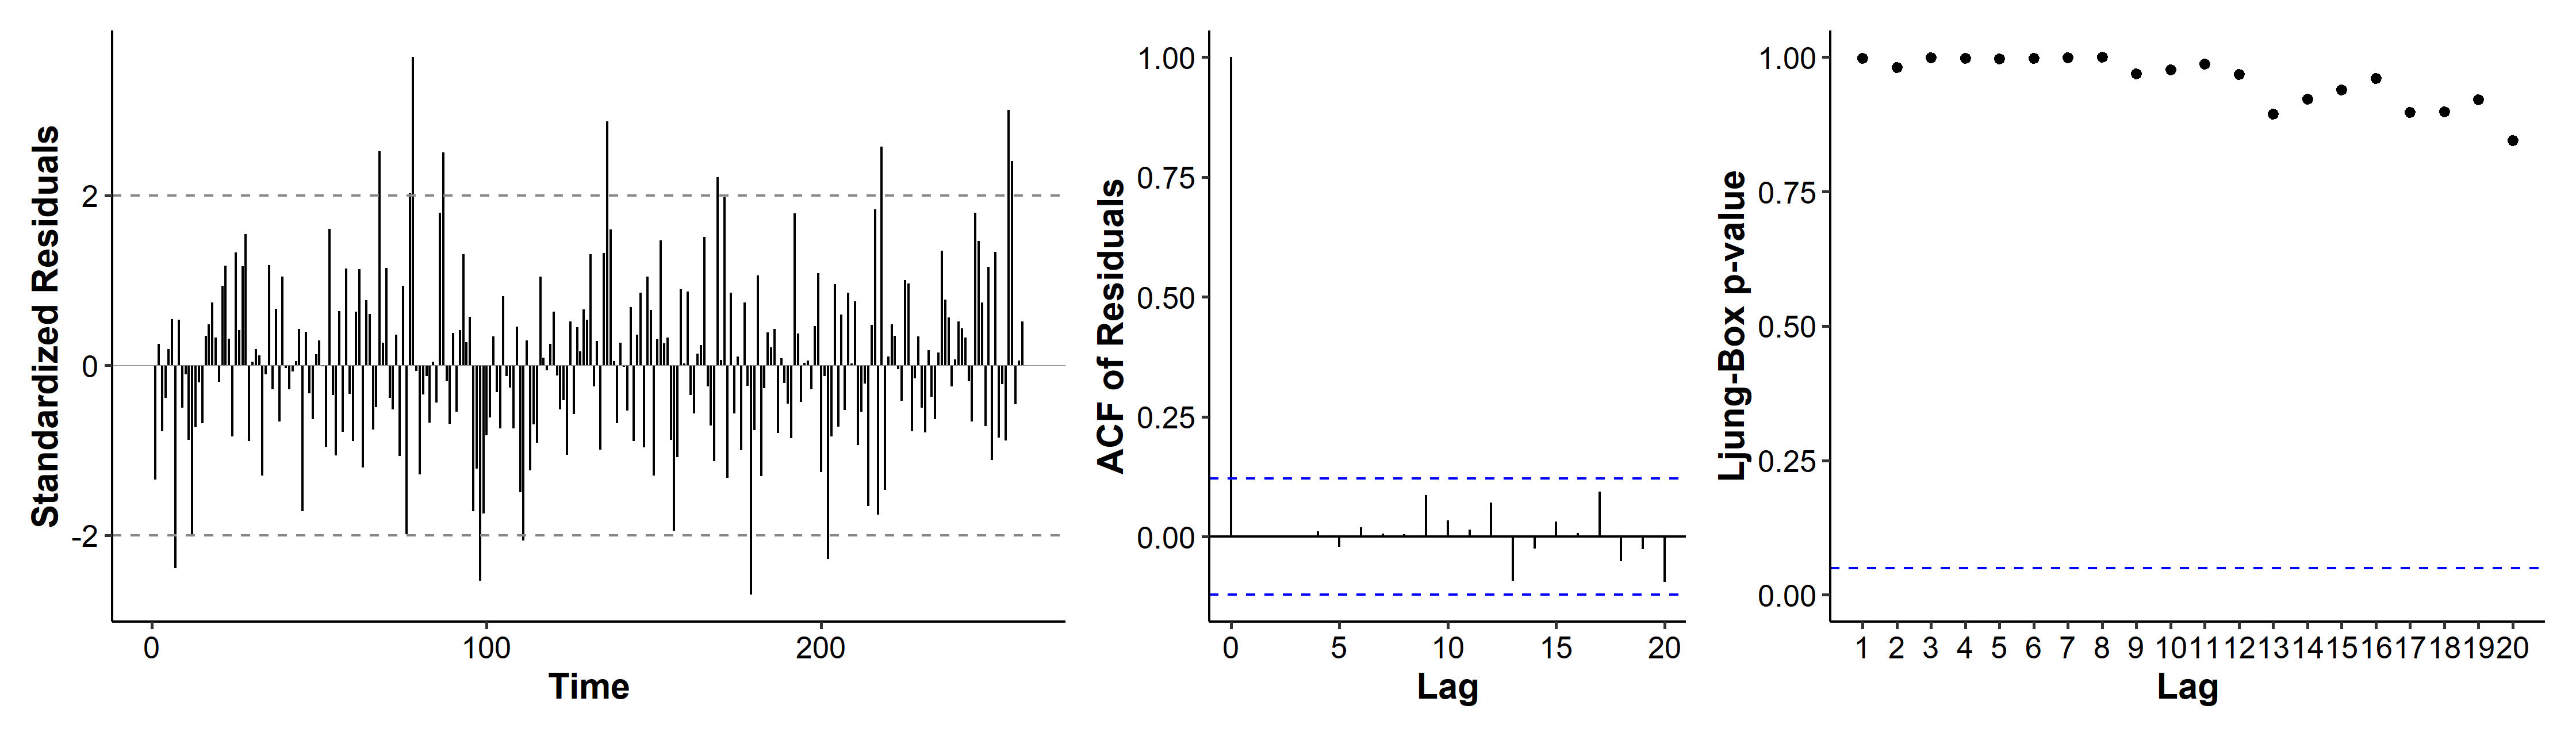 Standardized Residuals
2
0
-2
0 100 200
Time
ACF of Residuals
1.00
0.75
0.50
0.25
0.00
0 5 10 15 20
Lag
Ljung-Box p-value
1.00
0.75
0.50
0.25
0.00
1 2 3 4 5 6 7 8 9 10 11 12 13 14 15 16 17 18 19 20
Lag